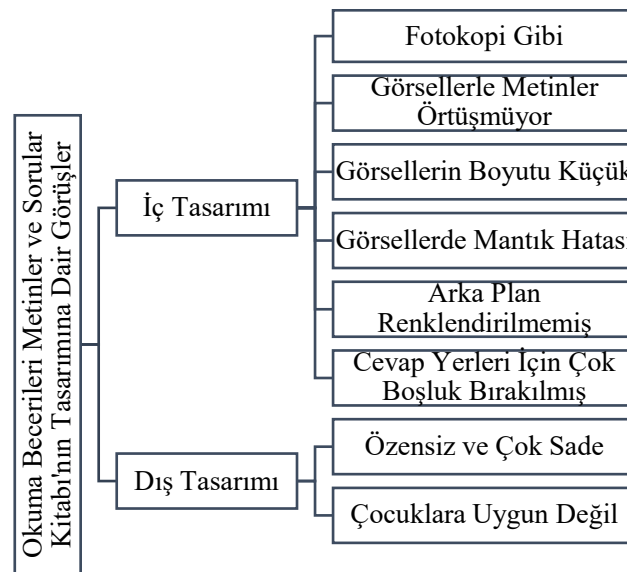 Okuma Becerileri Metinler ve Sorular
Kitabı'nın Tasarımına Dair Görüşler
İç Tasarımı
Fotokopi Gibi
Görsellerle Metinler
Örtüşmüyor
Görsellerin Boyutu Küçük
Görsellerde Mantık Hatası
Arka Plan
Renklendirilmemiş
Cevap Yerleri İçin Çok
Boşluk Bırakılmış
Dış Tasarımı
Özensiz ve Çok Sade
Çocuklara Uygun Değil